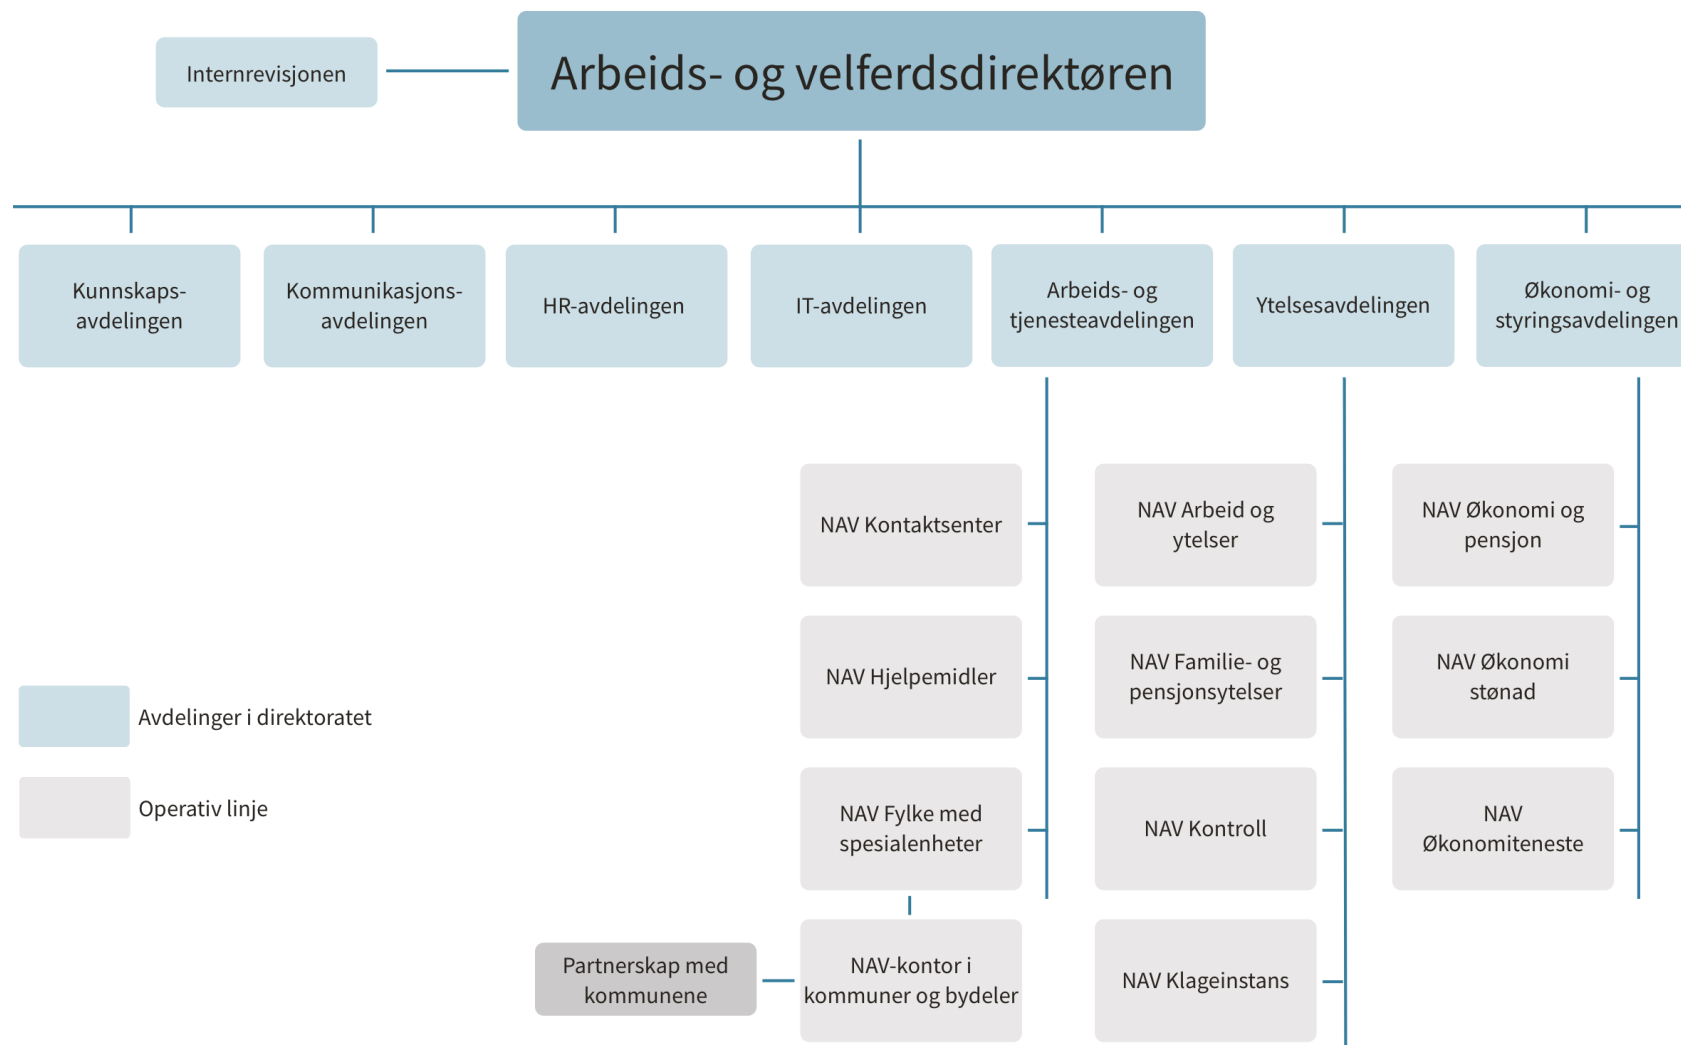 Internrevisjonen
Arbeids- og velferdsdirektøren
Kunnskaps-
avdelingen
Kommunikasjons-
avdelingen
HR-avdelingen
IT-avdelingen
Arbeids- og
tjenesteavdelingen
Ytelsesavdelingen
Økonomi- og
styringsavdelingen
NAV Kontaktsenter
NAV Arbeid og
ytelser
NAV Økonomi og
pensjon
NAV Hjelpemidler
NAV Familie- og
pensjonsytelser
NAV Økonomi
stønad
Avdelinger i direktoratet
Operativ linje
NAV Fylke med
spesialenheter
NAV Kontroll
NAV
Økonomiteneste
Partnerskap med
kommunene
NAV-kontor i
kommuner og bydeler
NAV Klageinstans